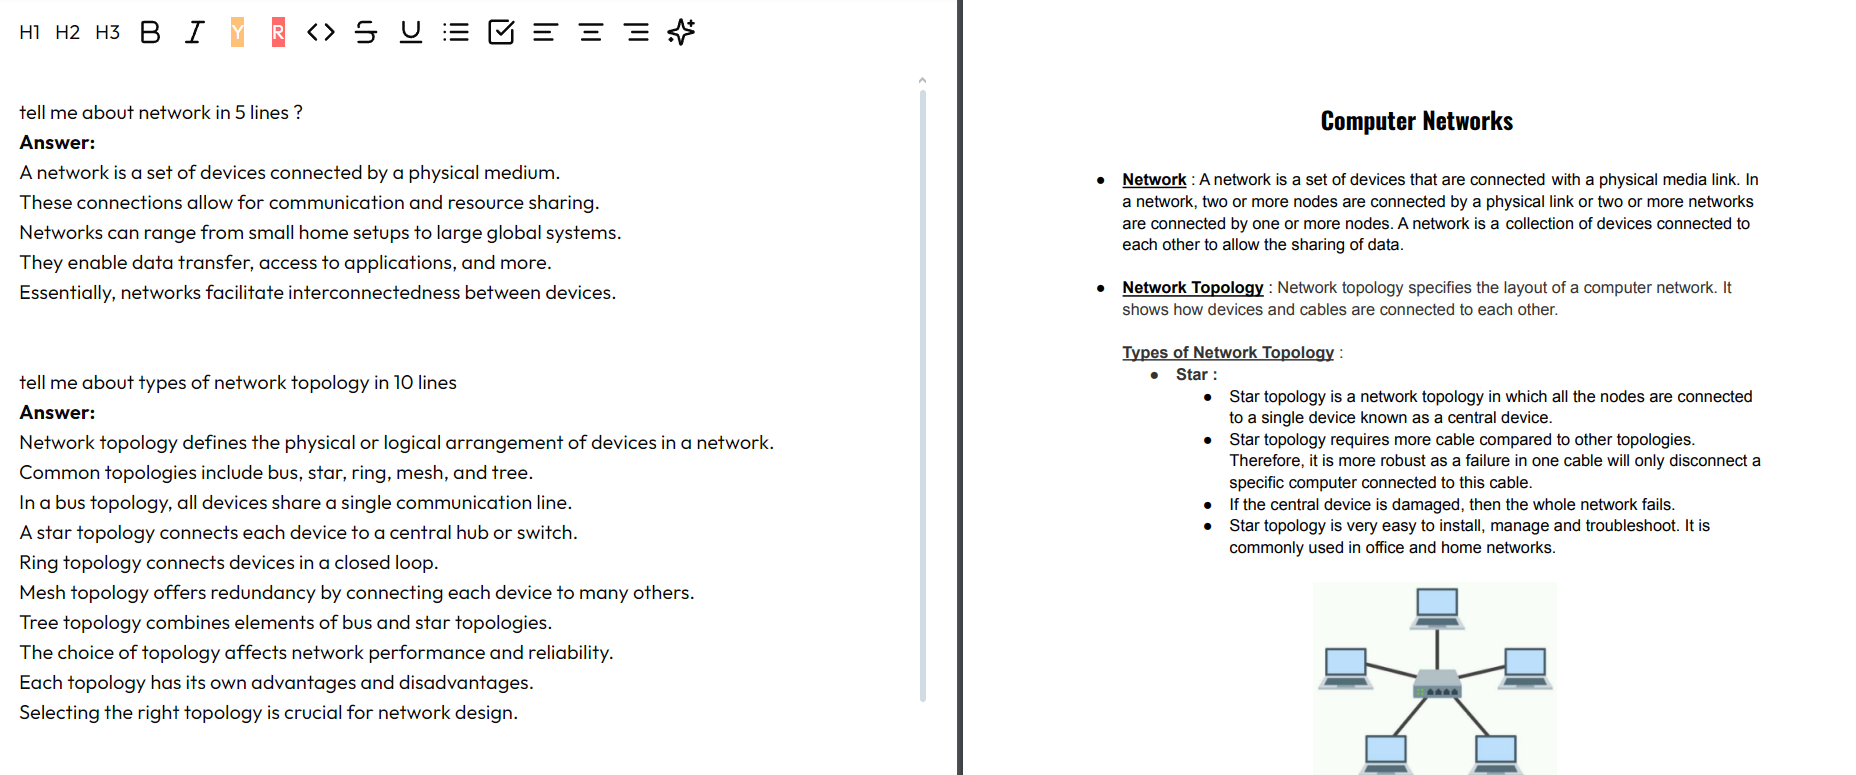 H1 H2 H3 B I Y R <> S U
tell me about network in 5 lines ?
Answer:
A network is a set of devices connected by a physical medium.
These connections allow for communication and resource sharing.
Networks can range from small home setups to large global systems.
They enable data transfer, access to applications, and more.
Essentially, networks facilitate interconnectedness between devices.
tell me about types of network topology in 10 lines
Answer:
Network topology defines the physical or logical arrangement of devices in a network.
Common topologies include bus, star, ring, mesh, and tree.
In a bus topology, all devices share a single communication line.
A star topology connects each device to a central hub or switch.
Ring topology connects devices in a closed loop.
Mesh topology offers redundancy by connecting each device to many others.
Tree topology combines elements of bus and star topologies.
The choice of topology affects network performance and reliability.
Each topology has its own advantages and disadvantages.
Selecting the right topology is crucial for network design.
Computer Networks
● Network : A network is a set of devices that are connected with a physical media link. In
a network, two or more nodes are connected by a physical link or two or more networks
are connected by one or more nodes. A network is a collection of devices connected to
each other to allow the sharing of data.
● Network Topology : Network topology specifies the layout of a computer network. It
shows how devices and cables are connected to each other.
Types of Network Topology :
● Star :
● Star topology is a network topology in which all the nodes are connected
to a single device known as a central device.
● Star topology requires more cable compared to other topologies.
Therefore, it is more robust as a failure in one cable will only disconnect a
specific computer connected to this cable.
● If the central device is damaged, then the whole network fails.
● Star topology is very easy to install, manage and troubleshoot. It is
commonly used in office and home networks.